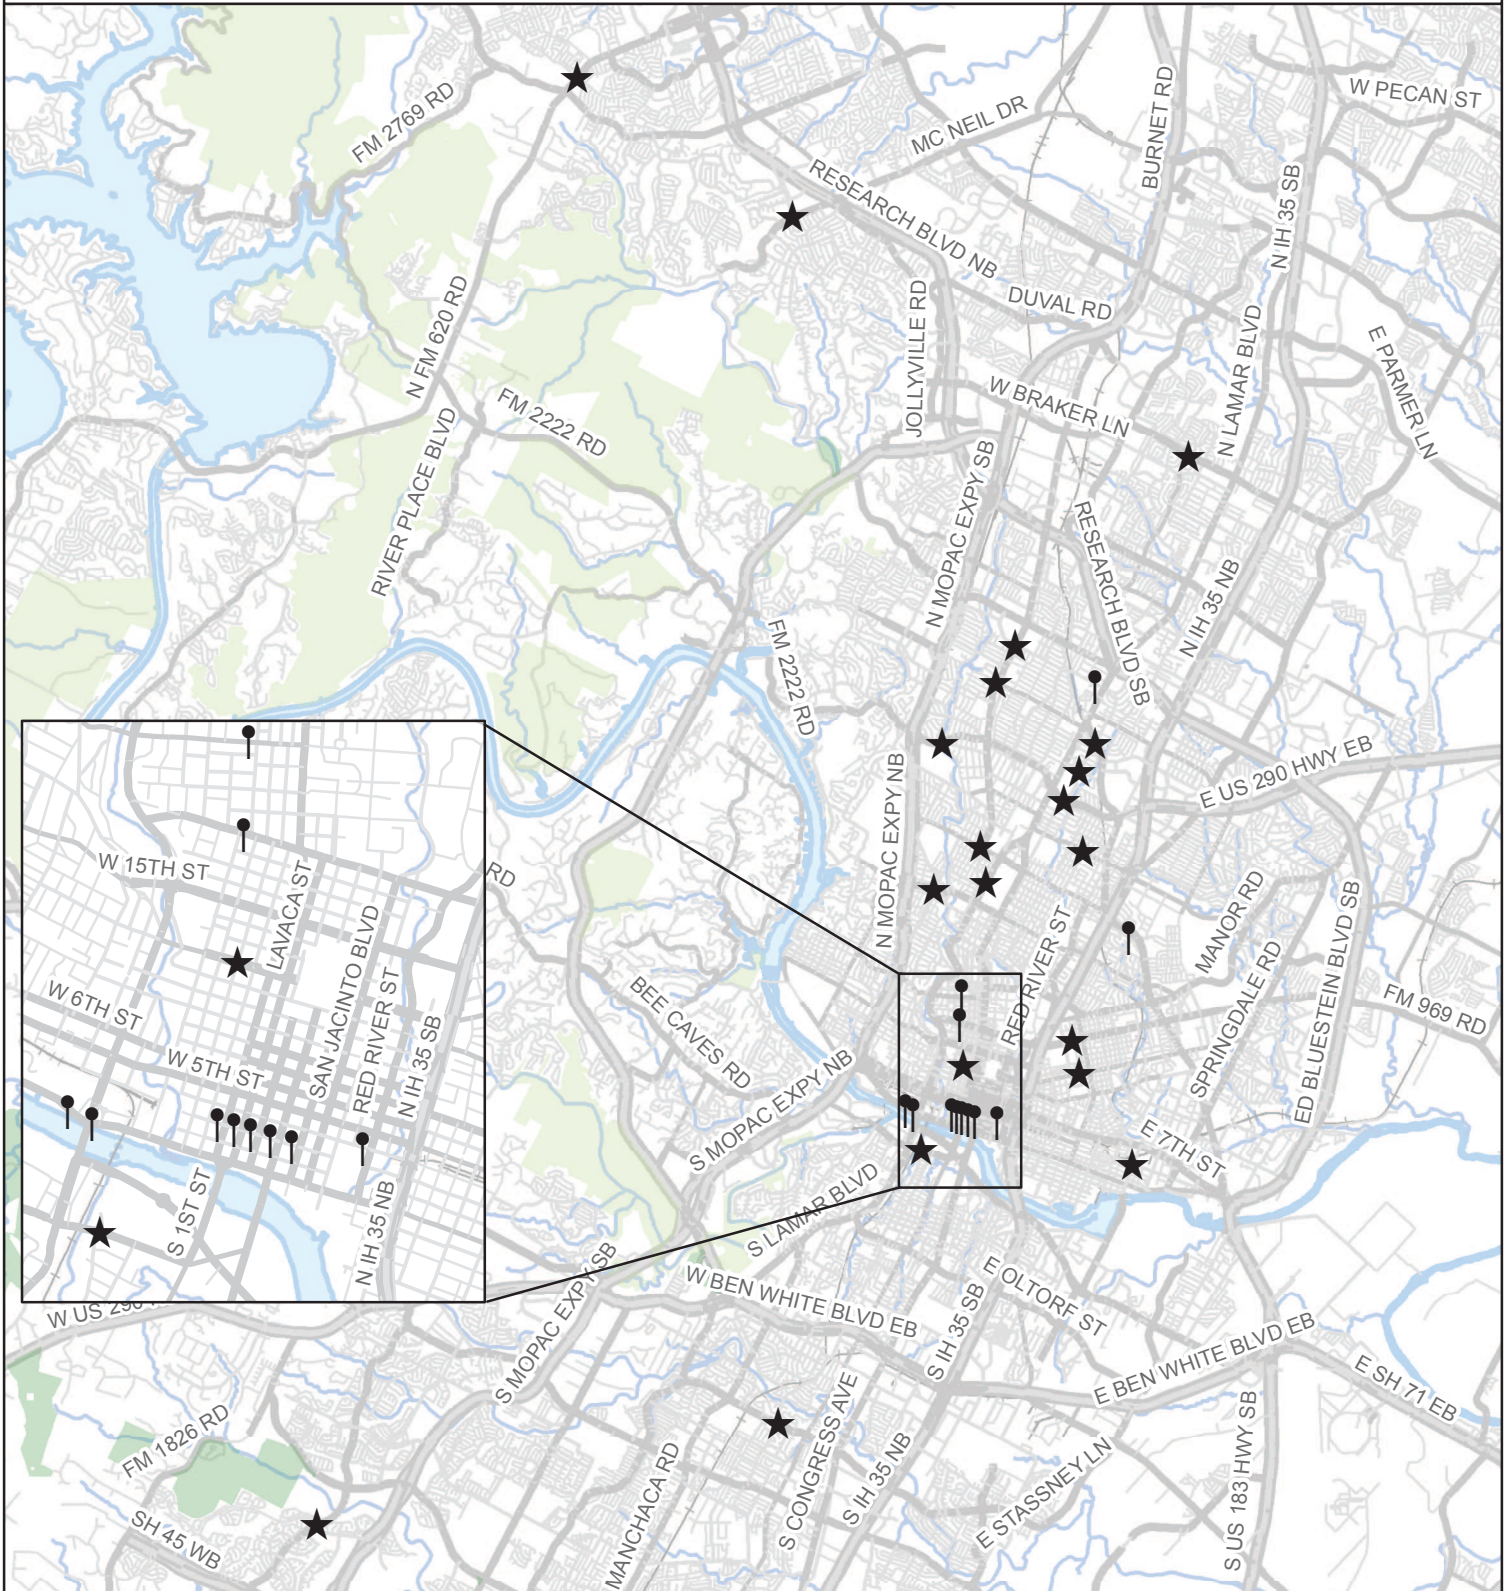 W PECAN ST
FM 2769 RD
MC NEIL DR
BURNET RD
RESEARCH BLVD NB
N IH 35 SB
N FM 620 RD
JOLLYVILLE RD
DUVAL RD
N LAMAR BLVD
E PARMER LN
FM 2222 RD
W BRAKER LN
RIVER PLACE BLVD
N MOPAC EXPY SB
RESEARCH BLVD SB
N IH 35 NB
FM 2222 RD
E US 290 HWY EB
N MOPAC EXPY NB
W 15TH ST
LAVACA ST
RD
SAN JACINTO BLVD
RED RIVER ST
MANOR RD
RED RIVER ST
SPRINGDALE RD
ED BLUESTEIN BLVD SB
W 6TH ST
BEE CAVES RD
FM 969 RD
W 5TH ST
N IH 35 SB
S MOPAC EXPY NB
E 7TH ST
S 1ST ST
N IH 35 NB
S LAMAR BLVD
W US 290
S MOPAC EXPY SB
W BEN WHITE BLVD EB
E OLTORF ST
S IH 35 SB
E BEN WHITE BLVD EB
E SH 71 EB
FM 1826 RD
S CONGRESS AVE
SH 45 WB
MANCHACA RD
S IH 35 NB
E STASSNEY LN
S US 183 HWY SB